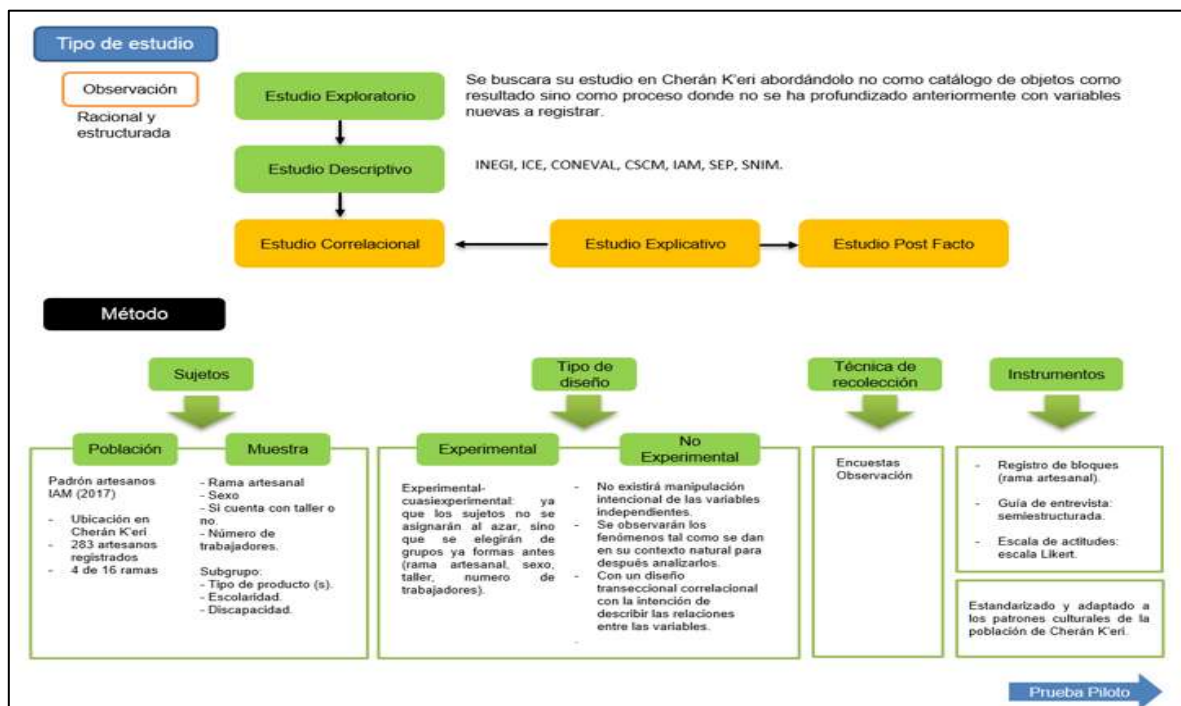 Tipo de estudio
Observación
Racional y
estructurada
Estudio Exploratorio
Se buscara su estudio en Cherán K'eri abordándolo no como catálogo de objetos como
resultado sino como proceso donde no se ha profundizado anteriormente con variables
nuevas a registrar.
Estudio Descriptivo
INEGI, ICE, CONEVAL, CSCM, IAM, SEP, SNIM.
Estudio Correlacional
Estudio Explicativo
Estudio Post Facto
Método
Sujetos
Población
Padrón artesanos
IAM (2017)
- Ubicación en
Cherán K'eri
- 283 artesanos
registrados
- 4 de 16 ramas
Muestra
- Rama artesanal
- Sexo
- Si cuenta con taller o
no.
- Número de
trabajadores.
Subgrupo:
- Tipo de producto (s).
- Escolaridad.
- Discapacidad.
Tipo de
diseño
Experimental
Experimental-
cuasiexperimental: ya
que los sujetos no se
asignarán al azar, sino
que se elegirán de
grupos ya formas antes
(rama artesanal, sexo,
taller, numero de
trabajadores).
No
Experimental
- No existirá manipulación
intencional de las variables
independientes.
- Se observarán los
fenómenos tal como se dan
en su contexto natural para
después analizarlos.
- Con un diseño
transeccional correlacional
con la intención de
describir las relaciones
entre las variables.
-
Técnica de
recolección
Encuestas
Observación
Instrumentos
- Registro de bloques
(rama artesanal).
- Guía de entrevista:
semiestructurada.
- Escala de actitudes:
escala Likert.
Estandarizado y adaptado a
los patrones culturales de la
población de Cherán K'eri.
Prueba Piloto